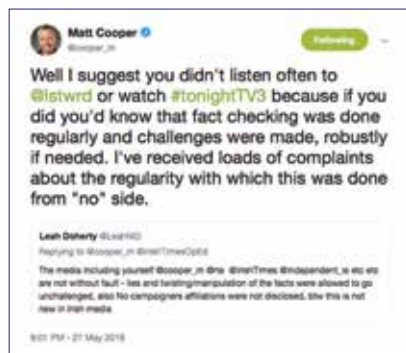 Matt Cooper
@cooper_m
Following
Well I suggest you didn't listen often to
@lstwrd or watch #tonightTV3 because if you
did you'd know that fact checking was done
regularly and challenges were made, robustly
if needed. I've received loads of complaints
about the regularity with which this was done
from "no" side.
Leah Doherty
Replying to @cooper_m @IrishTimesOpEd
The media including yourself @cooper_m @rte @IrishTimes @independent_ie etc etc
are not without fault - lies and twisting/manipulation of the facts were allowed to go
unchallenged, also No campaigners affiliations were not disclosed, btw this is not
new in Irish media
9:01 PM - 27 May 2018